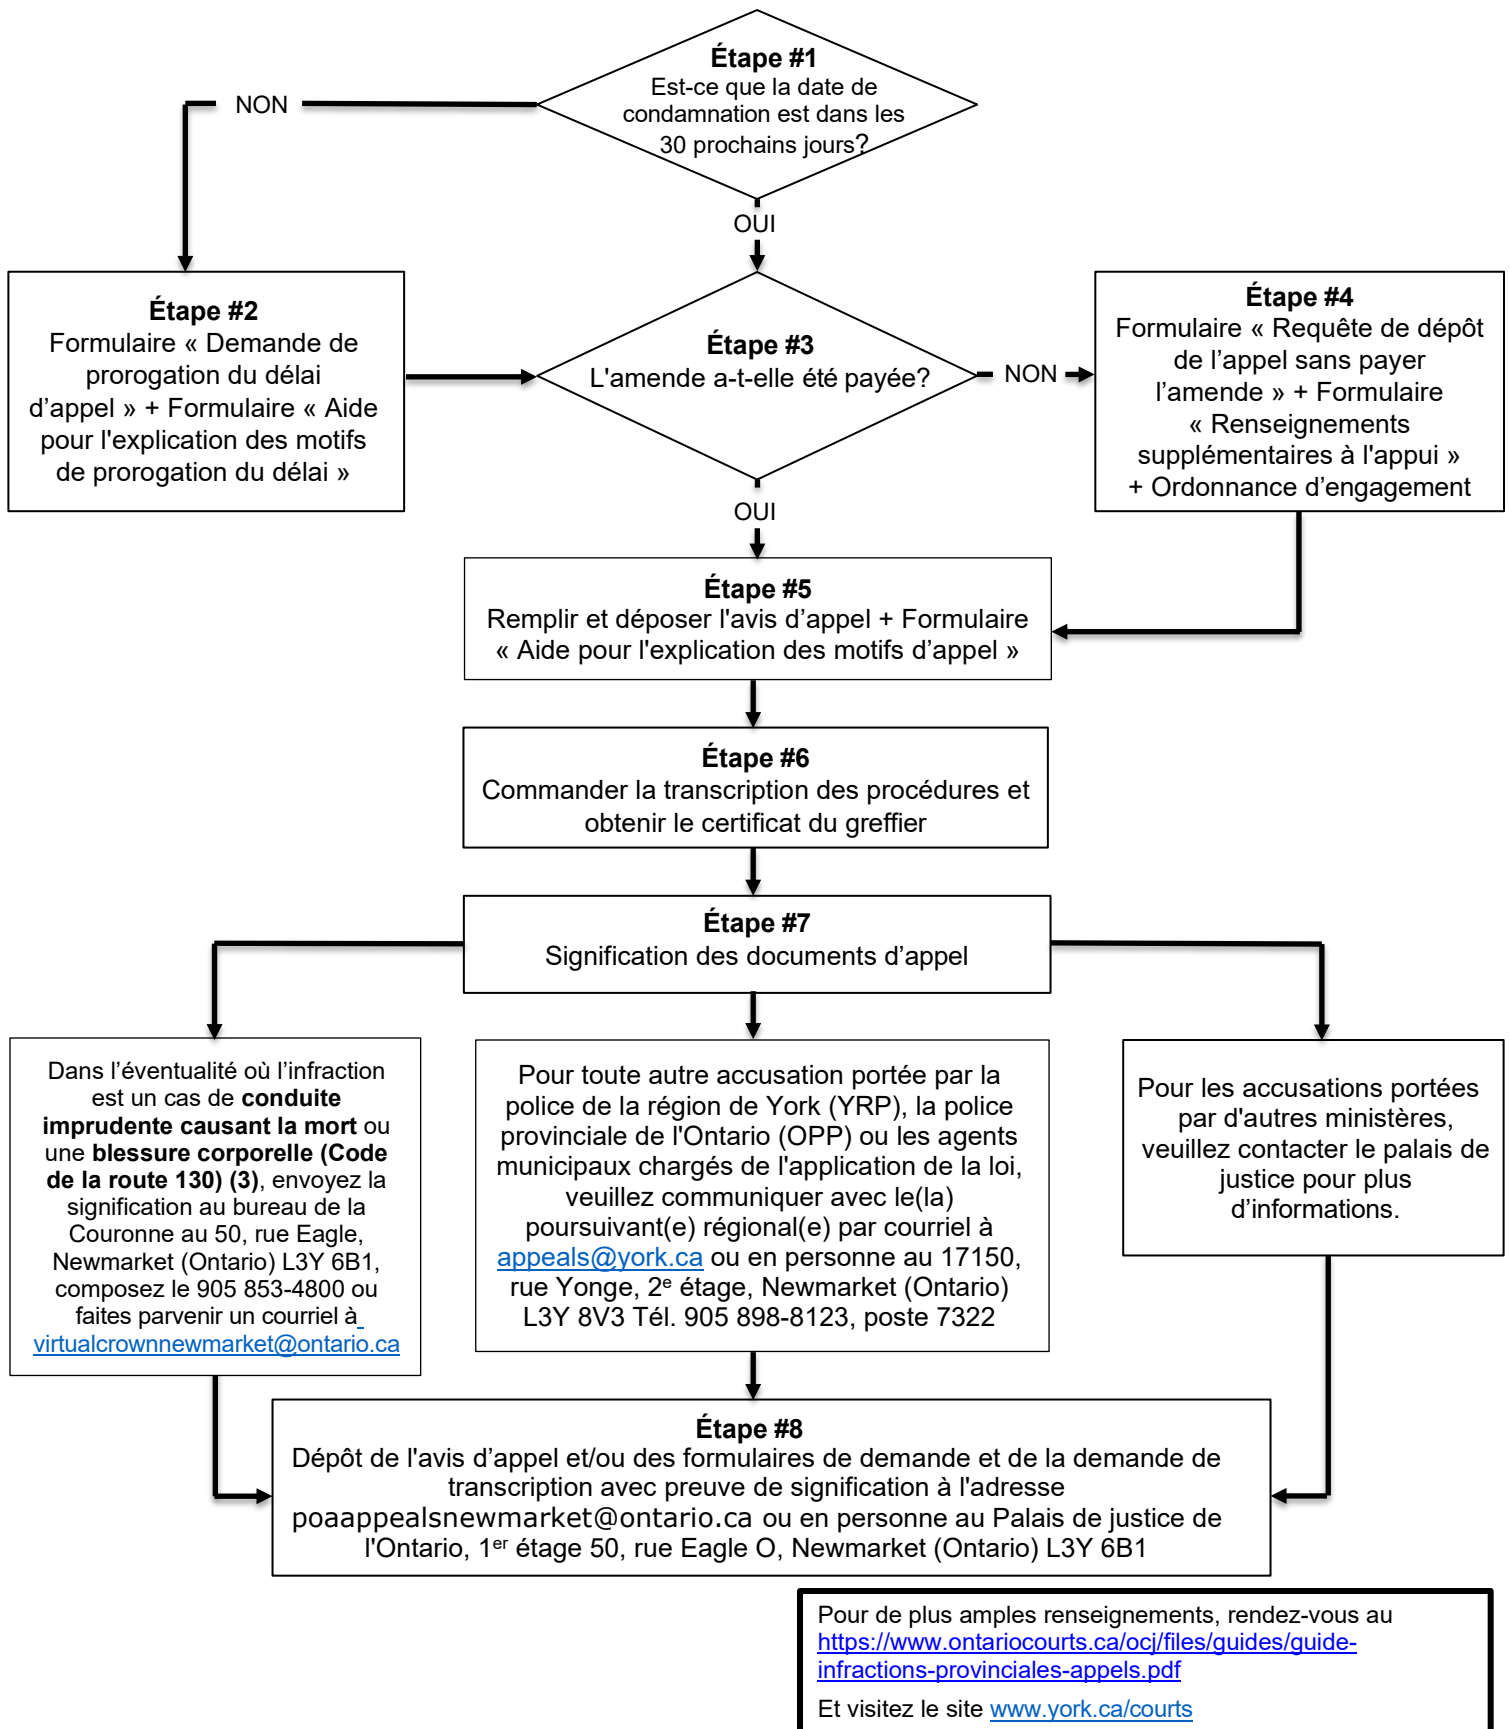 Étape #1
Est-ce que la date de
condamnation est dans les
30 prochains jours?
NON
OUI
Étape #2
Formulaire « Demande de
prorogation du délai
d’appel » + Formulaire « Aide
pour l'explication des motifs
de prorogation du délai »
Étape #3
L'amende a-t-elle été payée?
NON
Étape #4
Formulaire « Requête de dépôt
de l’appel sans payer
l’amende » + Formulaire
« Renseignements
supplémentaires à l'appui »
+ Ordonnance d’engagement
OUI
Étape #5
Remplir et déposer l'avis d’appel + Formulaire
« Aide pour l'explication des motifs d’appel »
Étape #6
Commander la transcription des procédures et
obtenir le certificat du greffier
Étape #7
Signification des documents d’appel
Dans l’éventualité où l’infraction
est un cas de conduite
imprudente causant la mort ou
une blessure corporelle (Code
de la route 130) (3), envoyez la
signification au bureau de la
Couronne au 50, rue Eagle,
Newmarket (Ontario) L3Y 6B1,
composez le 905 853-4800 ou
faites parvenir un courriel à
virtualcrownnewmarket@ontario.ca
Pour toute autre accusation portée par la
police de la région de York (YRP), la police
provinciale de l'Ontario (OPP) ou les agents
municipaux chargés de l'application de la loi,
veuillez communiquer avec le(la)
poursuivant(e) régional(e) par courriel à
appeals@york.ca ou en personne au 17150,
rue Yonge, 2e étage, Newmarket (Ontario)
L3Y 8V3 Tél. 905 898-8123, poste 7322
Pour les accusations portées
par d'autres ministères,
veuillez contacter le palais de
justice pour plus
d’informations.
Étape #8
Dépôt de l'avis d’appel et/ou des formulaires de demande et de la demande de
transcription avec preuve de signification à l'adresse
poaappealsnewmarket@ontario.ca ou en personne au Palais de justice de
l'Ontario, 1er étage 50, rue Eagle O, Newmarket (Ontario) L3Y 6B1
Pour de plus amples renseignements, rendez-vous au
https://www.ontariocourts.ca/ocj/files/guides/guide-
infractions-provinciales-appels.pdf
Et visitez le site www.york.ca/courts